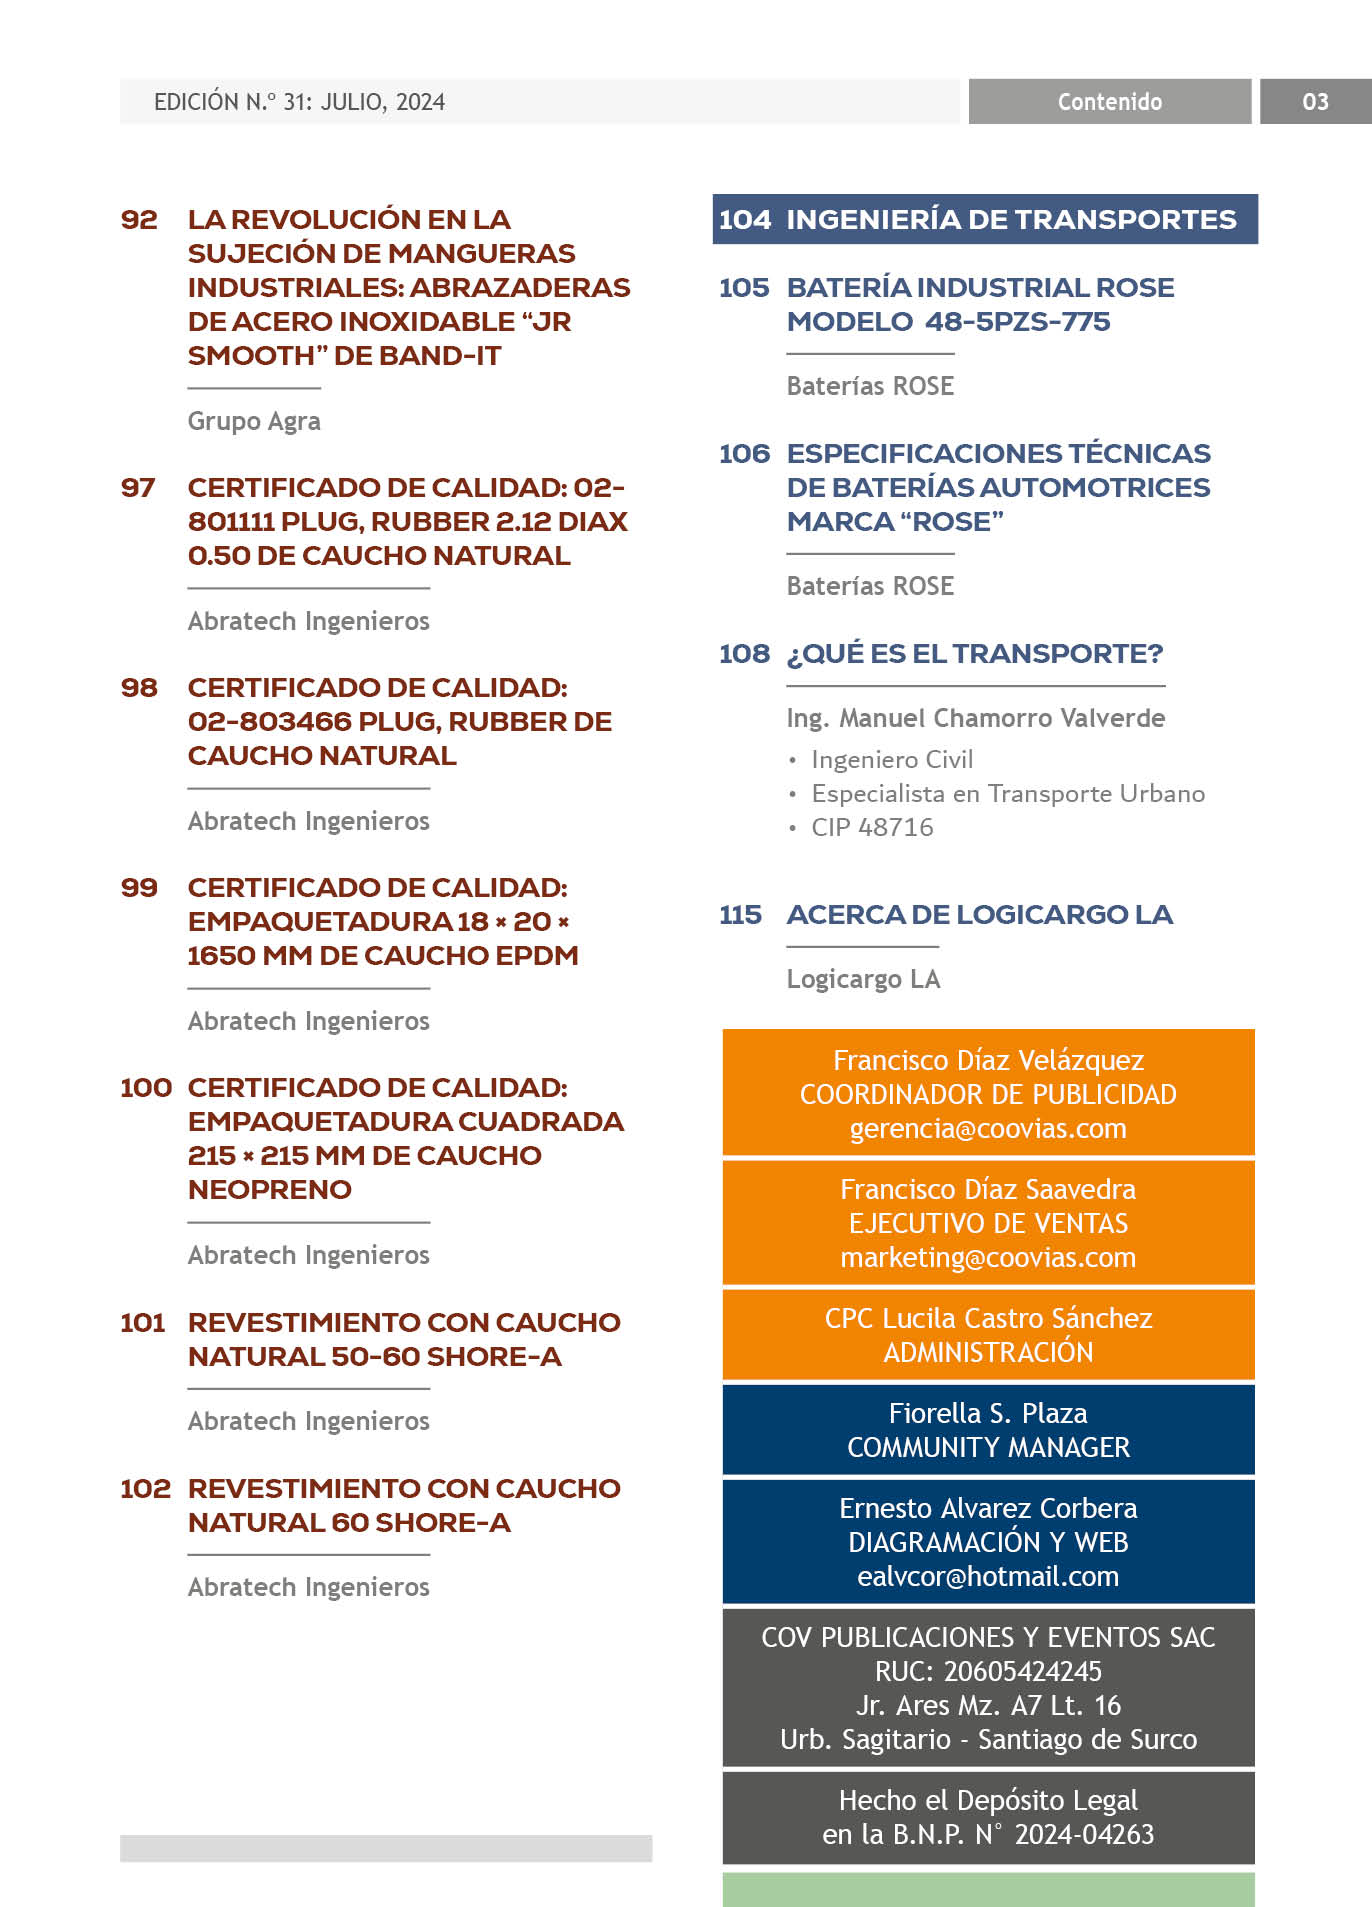 EDICIÓN N.º 31: JULIO, 2024
Contenido
03
92 LA REVOLUCIÓN EN LA
SUJECIÓN DE MANGUERAS
INDUSTRIALES: ABRAZADERAS
DE ACERO INOXIDABLE “JR
SMOOTH” DE BAND-IT
Grupo Agra
97 CERTIFICADO DE CALIDAD: 02-
801111 PLUG, RUBBER 2.12 DIAX
0.50 DE CAUCHO NATURAL
Abratech Ingenieros
98 CERTIFICADO DE CALIDAD:
02-803466 PLUG, RUBBER DE
CAUCHO NATURAL
Abratech Ingenieros
99 CERTIFICADO DE CALIDAD:
EMPAQUETADURA 18 × 20 ×
1650 MM DE CAUCHO EPDM
Abratech Ingenieros
100 CERTIFICADO DE CALIDAD:
EMPAQUETADURA CUADRADA
215 × 215 MM DE CAUCHO
NEOPRENO
Abratech Ingenieros
101 REVESTIMIENTO CON CAUCHO
NATURAL 50-60 SHORE-A
Abratech Ingenieros
102 REVESTIMIENTO CON CAUCHO
NATURAL 60 SHORE-A
Abratech Ingenieros
104 INGENIERÍA DE TRANSPORTES
105 BATERÍA INDUSTRIAL ROSE
MODELO 48-5PZS-775
Baterías ROSE
106 ESPECIFICACIONES TÉCNICAS
DE BATERÍAS AUTOMOTRICES
MARCA “ROSE”
Baterías ROSE
108 ¿QUÉ ES EL TRANSPORTE?
Ing. Manuel Chamorro Valverde
• Ingeniero Civil
• Especialista en Transporte Urbano
• CIP 48716
115 ACERCA DE LOGICARGO LA
Logicargo LA
Francisco Díaz Velázquez
COORDINADOR DE PUBLICIDAD
gerencia@coovias.com
Francisco Díaz Saavedra
EJECUTIVO DE VENTAS
marketing@coovias.com
CPC Lucila Castro Sánchez
ADMINISTRACIÓN
Fiorella S. Plaza
COMMUNITY MANAGER
Ernesto Alvarez Corbera
DIAGRAMACIÓN Y WEB
ealvcor@hotmail.com
COV PUBLICACIONES Y EVENTOS SAC
RUC: 20605424245
Jr. Ares Mz. A7 Lt. 16
Urb. Sagitario - Santiago de Surco
Hecho el Depósito Legal
en la B.N.P. N° 2024-04263